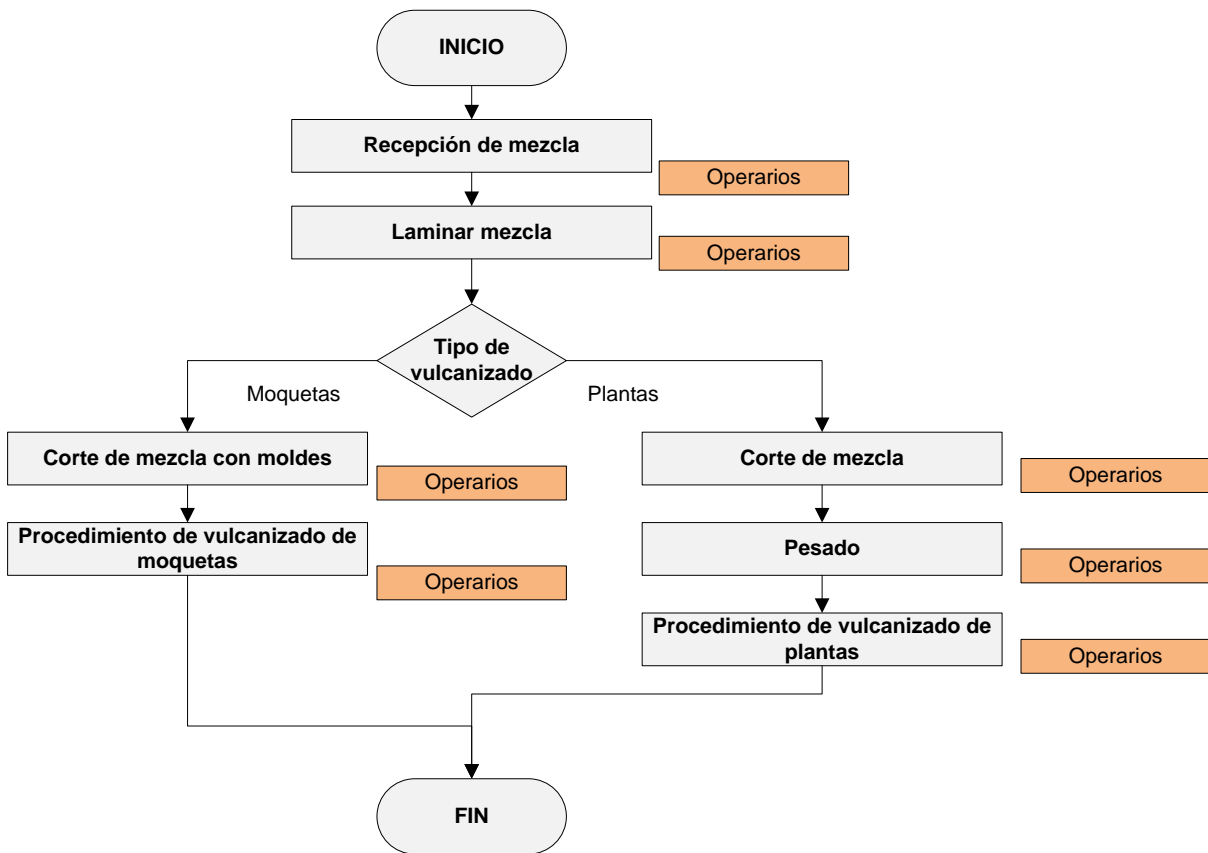 INICIO
Recepción de mezcla
Operarios
Laminar mezcla
Operarios
Tipo de
vulcanizado
Moquetas
Plantas
Corte de mezcla con moldes
Operarios
Procedimiento de vulcanizado de
moquetas
Operarios
Corte de mezcla
Operarios
Pesado
Operarios
Procedimiento de vulcanizado de
plantas
Operarios
FIN